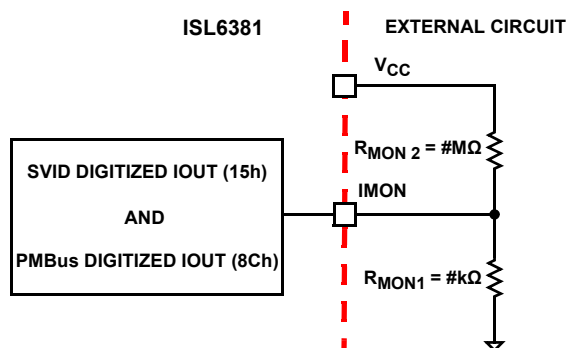 ISL6381
EXTERNAL CIRCUIT
VCC
RMON 2 = #MΩ
SVID DIGITIZED IOUT (15h)
AND
PMBus DIGITIZED IOUT (8Ch)
IMON
RMON1 = #kΩ